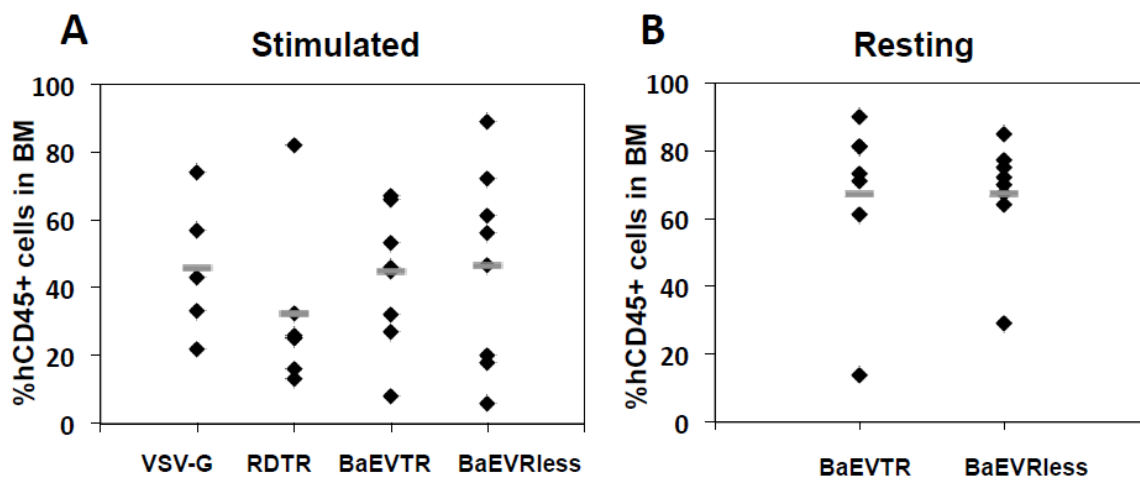 A
Stimulated
%hCD45+ cells in BM
100
80
60
40
20
0
VSV-G RDTR BaEVTR BaEVRless
B
Resting
%hCD45+ cells in BM
100
80
60
40
20
0
BaEVTR BaEVRless